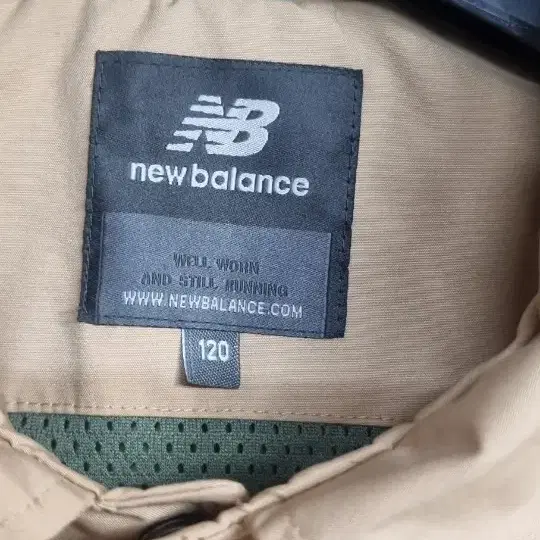 NB
new balance
WELL WORN
AND STILL RUNNING
WWW.NEWBALANCE.COM
120